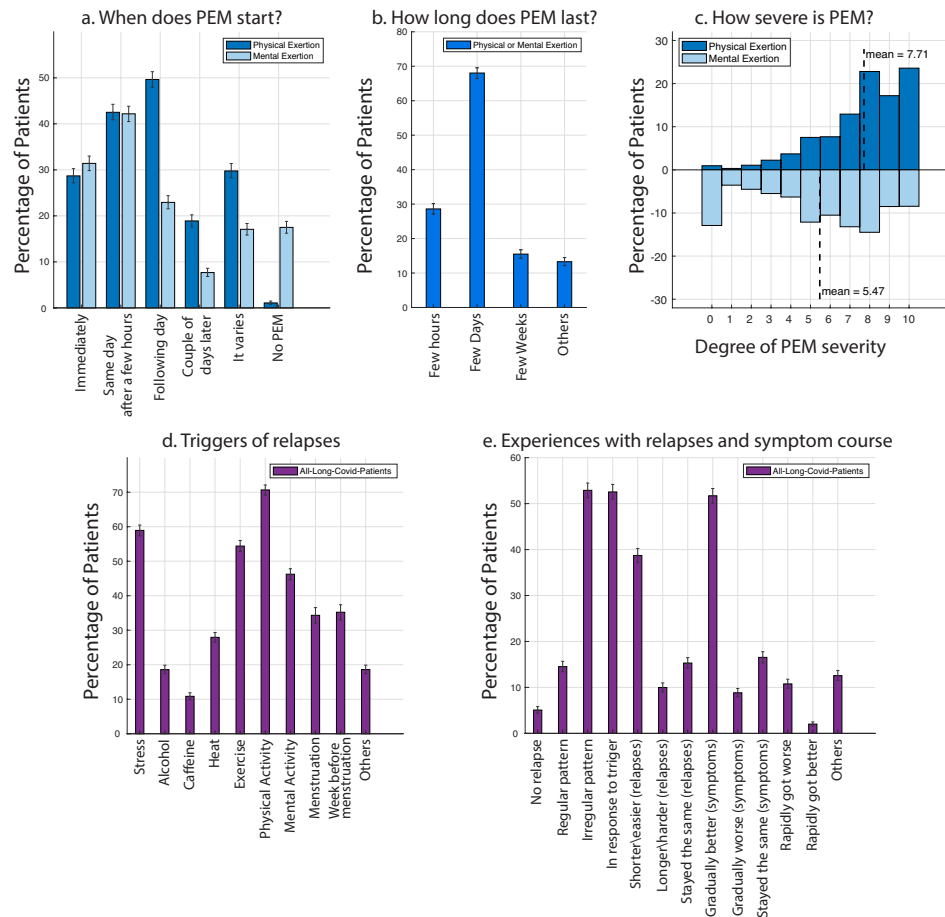 a. When does PEM start?
Physical Exertion
Mental Exertion
Percentage of Patients
50
40
30
20
10
0
Immediately
Same day
after a few hours
Following day
Couple of
days later
It varies
No PEM
b. How long does PEM last?
Physical or Mental Exertion
Percentage of Patients
80
70
60
50
40
30
20
10
0
Few hours
Few Days
Few Weeks
Others
c. How severe is PEM?
Physical Exertion
Mental Exertion
mean = 7.71
mean = 5.47
Percentage of Patients
30
20
10
0
-10
-20
-30
0 1 2 3 4 5 6 7 8 9 10
Degree of PEM severity
d. Triggers of relapses
All-Long-Covid-Patients
Percentage of Patients
70
60
50
40
30
20
10
0
Stress
Alcohol
Caffeine
Heat
Exercise
Physical Activity
Mental Activity
Menstruation
Week before
menstruation
Others
e. Experiences with relapses and symptom course
All-Long-Covid-Patients
Percentage of Patients
60
50
40
30
20
10
0
No relapse
Regular pattern
Irregular pattern
In response to trriger
Shorter\easier (relapses)
Longer\harder (relapses)
Stayed the same (relapses)
Gradually better (symptoms)
Gradually worse (symptoms)
Stayed the same (symptoms)
Rapidly got worse
Rapidly got better
Others